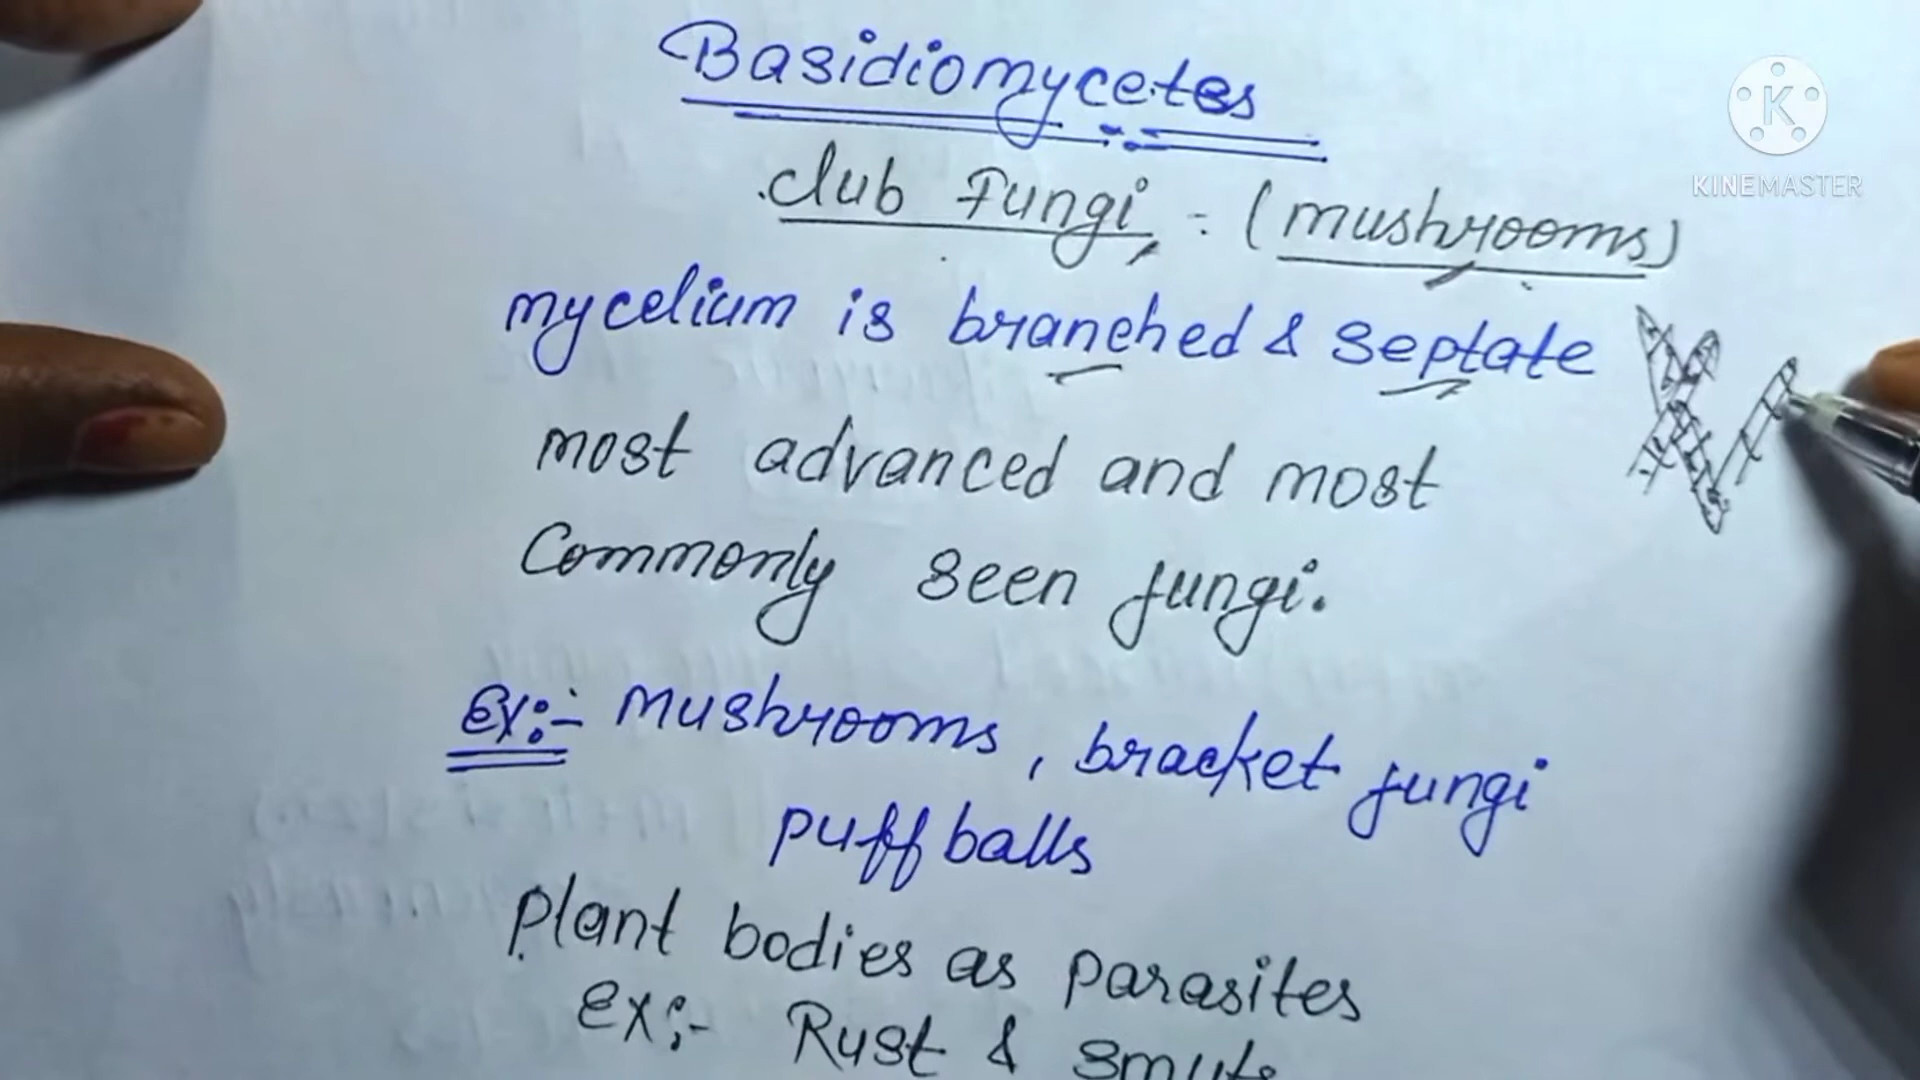 Basidiomycetes
K
KINEMASTER
club Fungi - (mushrooms)
mycelium is branched & septate
most advanced and most
Commonly seen fungi.
Ex:- mushrooms, bracket fungi
puff balls
plant bodies as parasites
Ex:- Rust & smuts